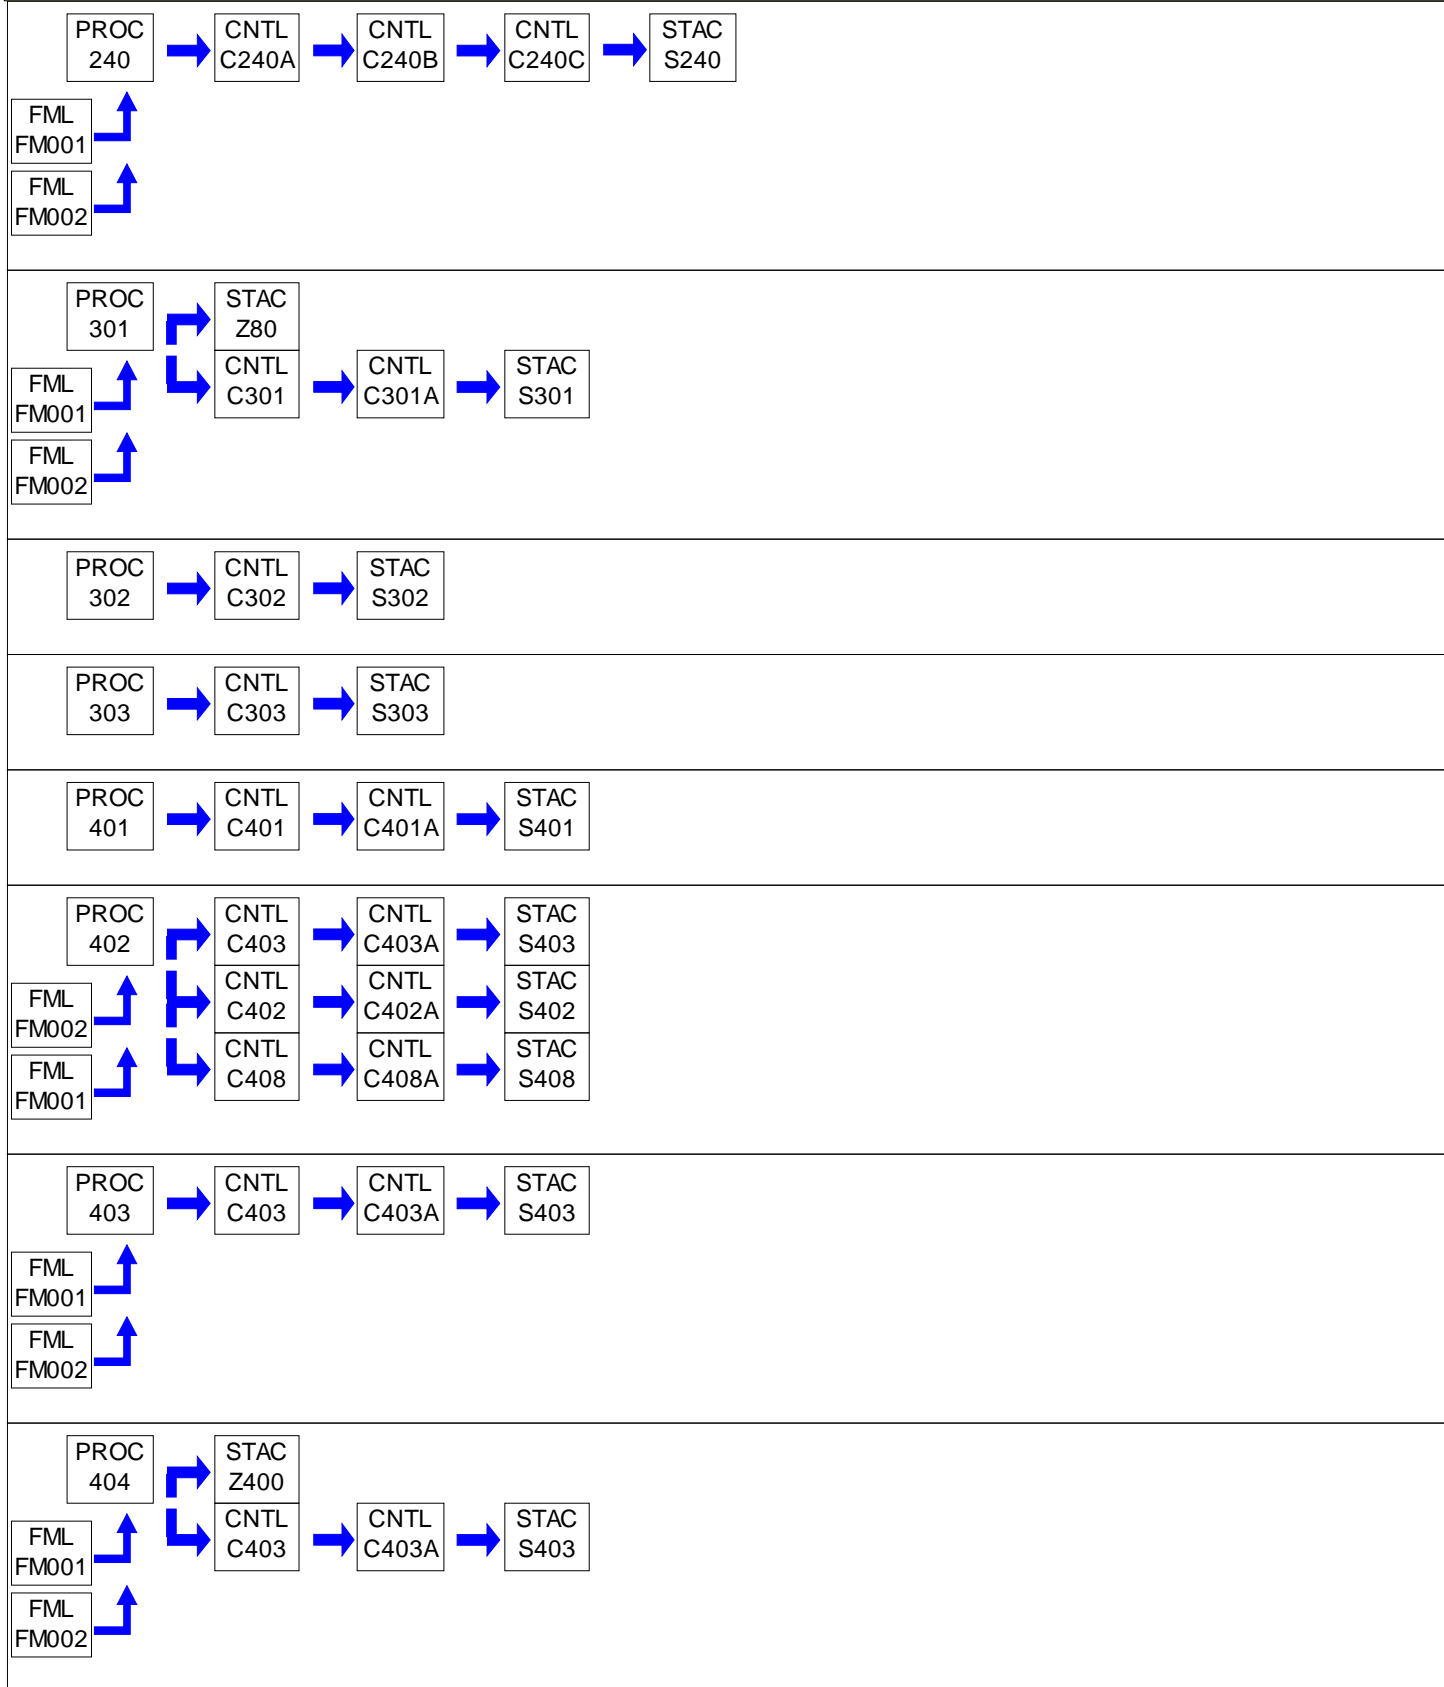 PROC
240
CNTL
C240A
CNTL
C240B
CNTL
C240C
STAC
S240
FML
FM001
FML
FM002
PROC
301
STAC
Z80
CNTL
C301
CNTL
C301A
STAC
S301
FML
FM001
FML
FM002
PROC
302
CNTL
C302
STAC
S302
PROC
303
CNTL
C303
STAC
S303
PROC
401
CNTL
C401
CNTL
C401A
STAC
S401
PROC
402
CNTL
C403
CNTL
C403A
STAC
S403
CNTL
C402
CNTL
C402A
STAC
S402
CNTL
C408
CNTL
C408A
STAC
S408
FML
FM002
FML
FM001
PROC
403
CNTL
C403
CNTL
C403A
STAC
S403
FML
FM001
FML
FM002
PROC
404
STAC
Z400
CNTL
C403
CNTL
C403A
STAC
S403
FML
FM001
FML
FM002